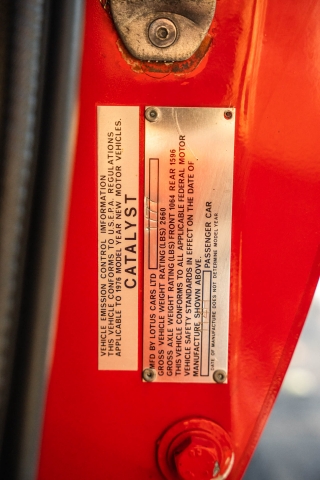 VEHICLE EMISSION CONTROL INFORMATION
THIS VEHICLE CONFORMS TO U.S.E.P.A. REGULATIONS
APPLICABLE TO 1976 MODEL YEAR NEW MOTOR VEHICLES.
CATALYST
MFD BY LOTUS CARS LTD
GROSS VEHICLE WEIGHT RATING (LBS) 2660
GROSS AXLE WEIGHT RATING (LBS) FRONT 1064 REAR 1596
THIS VEHICLE CONFORMS TO ALL APPLICABLE FEDERAL MOTOR
VEHICLE SAFETY STANDARDS IN EFFECT ON THE DATE OF
MANUFACTURE SHOWN ABOVE.
PASSENGER CAR
DATE OF MANUFACTURE DOES NOT DETERMINE MODEL YEAR